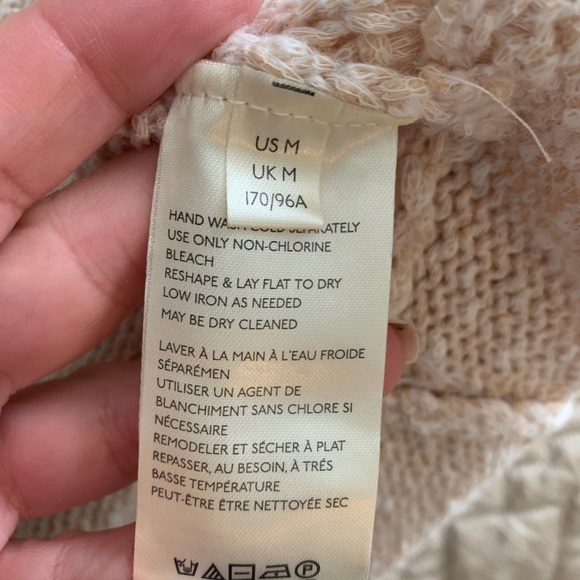 US M
UK M
170/96A
HAND WASH COLD SEPARATELY
USE ONLY NON-CHLORINE
BLEACH
RESHAPE & LAY FLAT TO DRY
LOW IRON AS NEEDED
MAY BE DRY CLEANED
LAVER À LA MAIN À L'EAU FROIDE
SÉPARÉMEN
UTILISER UN AGENT DE
BLANCHIMENT SANS CHLORE SI
NÉCESSAIRE
REMODELER ET SÉCHER À PLAT
REPASSER, AU BESOIN, À TRÉS
BASSE TEMPÉRATURE
PEUT-ÊTRE ÊTRE NETTOYÉE SEC
P